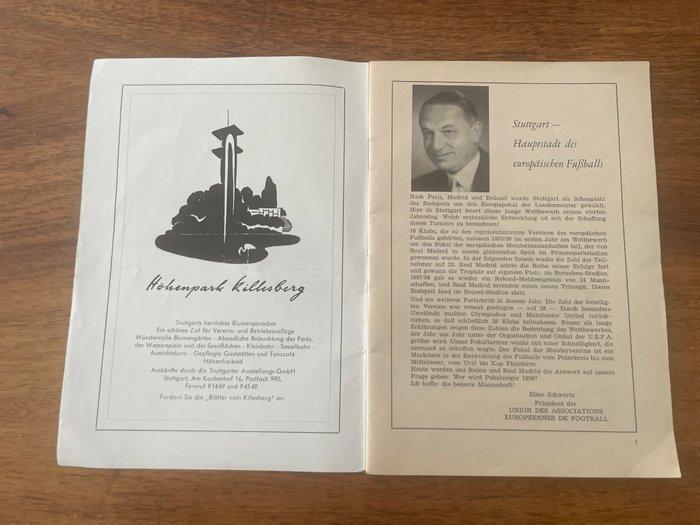 Höhenpark Killesberg
Stuttgarts herrliches Blumenparadies
Ein schönes Ziel für Vereins- und Betriebsausflüge
Wundervolle Blumengärten - Abendliche Beleuchtung des Parks,
der Wasserspiele und der Seenflächen - Kleinbahn - Sesselbahn -
Aussichtsturm - Gepflegte Gaststätten und Tanzcafé -
Höhenfreibad
Auskünfte durch die Stuttgarter Ausstellungs-GmbH
Stuttgart, Am Kochenhof 16, Postfach 990,
Fernruf 91469 und 94549.
Fordern Sie die „Blätter vom Killesberg" an.
Stuttgart —
Hauptstadt des
europäischen Fußballs
Nach Paris, Madrid und Brüssel wurde Stuttgart als Schauplatz
des Endspiels um den Europapokal der Landesmeister gewählt.
Hier in Stuttgart feiert dieser junge Wettbewerb seinen vierten
Jahrestag. Welch erstaunliche Entwicklung ist seit der Schaffung
dieses Turniers zu bezeichnen!
16 Klubs, die zu den repräsentativsten Vereinen des europäischen
Fußballs gehörten, nahmen 1955/56 im ersten Jahr am Wettbewerb
um den Pokal der europäischen Meistermannschaften teil, der von
Real Madrid in einem glänzenden Spiel im Prinzenparkstadion
gewonnen wurde. In der folgenden Saison wuchs die Zahl der Teil-
nehmer auf 22. Real Madrid setzte die Reihe seiner Erfolge fort
und gewann die Trophäe auf eigenem Platz: im Bernabeu-Stadion.
1957/58 gab es wieder ein Rekord-Meldeergebnis von 24 Mann-
schaften, und Real Madrid erreichte einen neuen Triumph. Dieses
Endspiel fand im Heysel-Stadion statt.
Und ein weiterer Fortschritt in diesem Jahr. Die Zahl der beteilig-
ten Vereine war erneut gestiegen — auf 28 —. Durch besondere
Umstände mußten Olympiakos und Manchester United zurück-
ziehen, so daß schließlich 26 Klubs teilnahmen. Besser als lange
Erklärungen zeigen diese Zahlen die Bedeutung des Wettbewerbes,
der Jahr um Jahr unter der Organisation und Obhut der U.E.F.A.
größer wird. Unser Pokalturnier wuchs mit einer Schnelligkeit, die
niemand zu erhoffen wagte. Der Pokal der Meistervereine ist ein
Markstein in der Entwicklung des Fußballs vom Polarkreis bis zum
Mittelmeer, vom Ural bis Kap Finisterre.
Heute werden uns Reims und Real Madrid die Antwort auf unsere
Frage geben: Wer wird Pokalsieger 1959?
Ich hoffe: die bessere Mannschaft!
Ebbe Schwartz
Präsident der
UNION DES ASSOCIATIONS
EUROPEENNES DE FOOTBALL
1